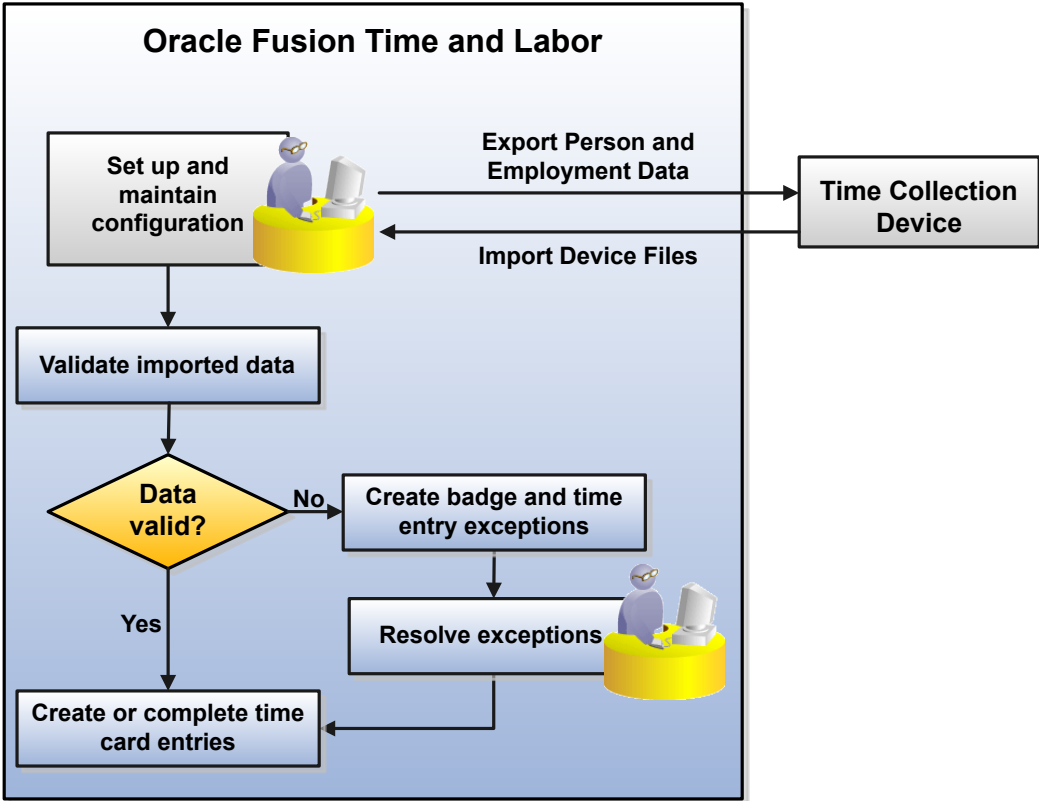 Oracle Fusion Time and Labor
Set up and
maintain
configuration
Export Person and
Employment Data
Time Collection
Device
Import Device Files
Validate imported data
Data
valid?
No
Create badge and time
entry exceptions
Yes
Resolve exceptions
Create or complete time
card entries